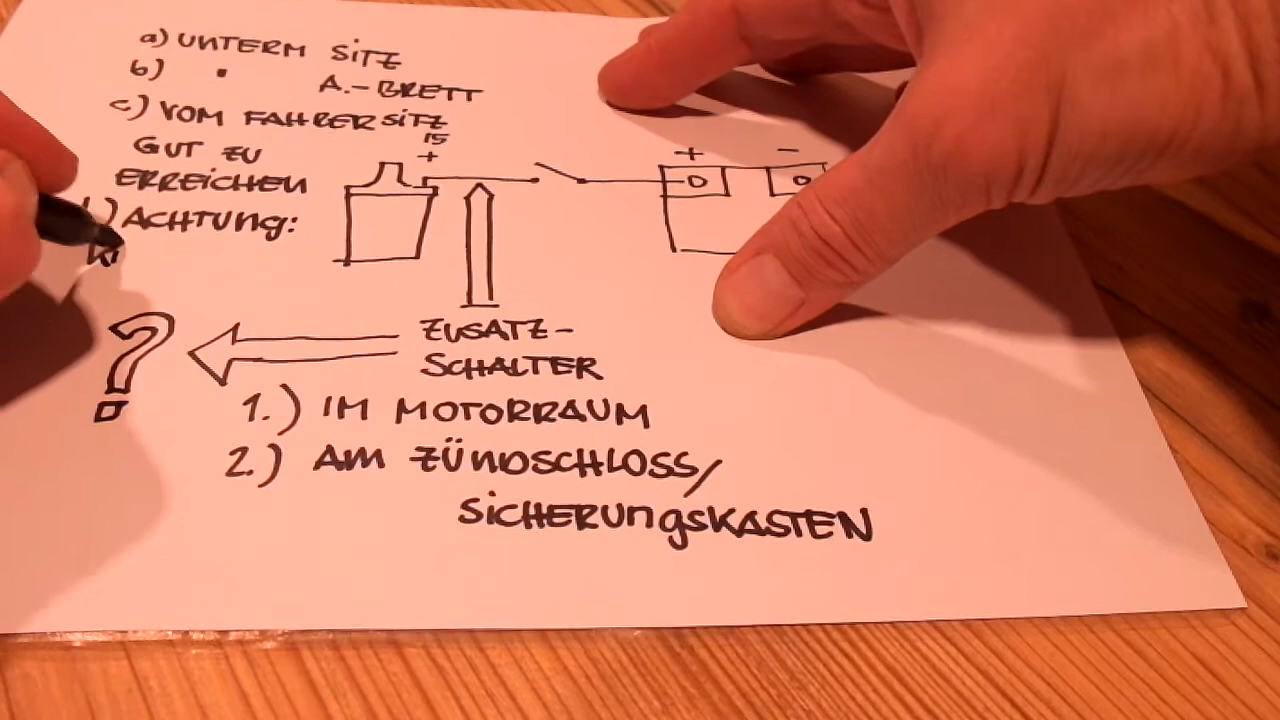 a) UNTERM SITZ
b) " A.-BRETT
c) VOM FAHRERSITZ
GUT ZU
ERREICHEN
) ACHTUNG:
K
15
+
+ -
?
ZUSATZ-
SCHALTER
1.) IM MOTORRAUM
2.) AM ZÜNDSCHLOSS/
SICHERUNGSKASTEN